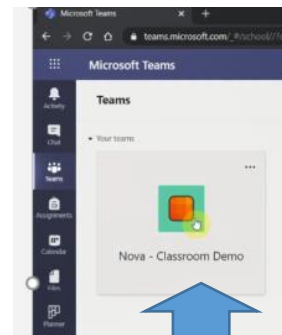 Microsoft Teams
teams.microsoft.com/_#/school//?
Microsoft Teams
Activity
Teams
Chat
Your teams
Teams
Assignments
Nova - Classroom Demo
Calendar
Files
Planner